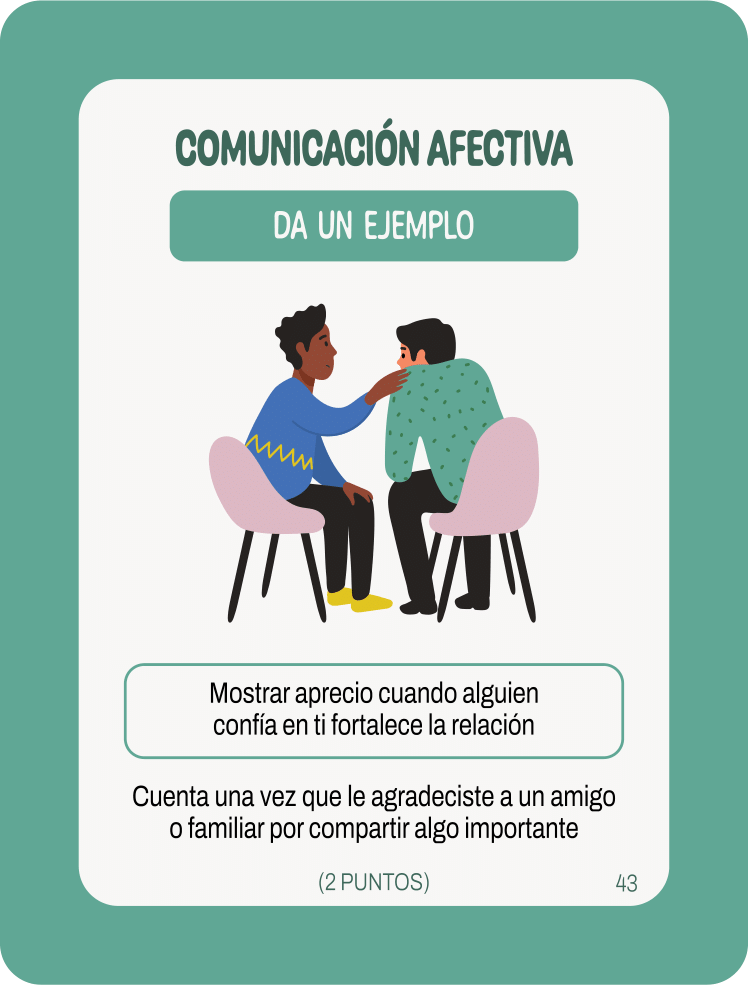 COMUNICACIÓN AFECTIVA
DA UN EJEMPLO
Mostrar aprecio cuando alguien
confía en ti fortalece la relación
Cuenta una vez que le agradeciste a un amigo
o familiar por compartir algo importante
(2 PUNTOS)
43